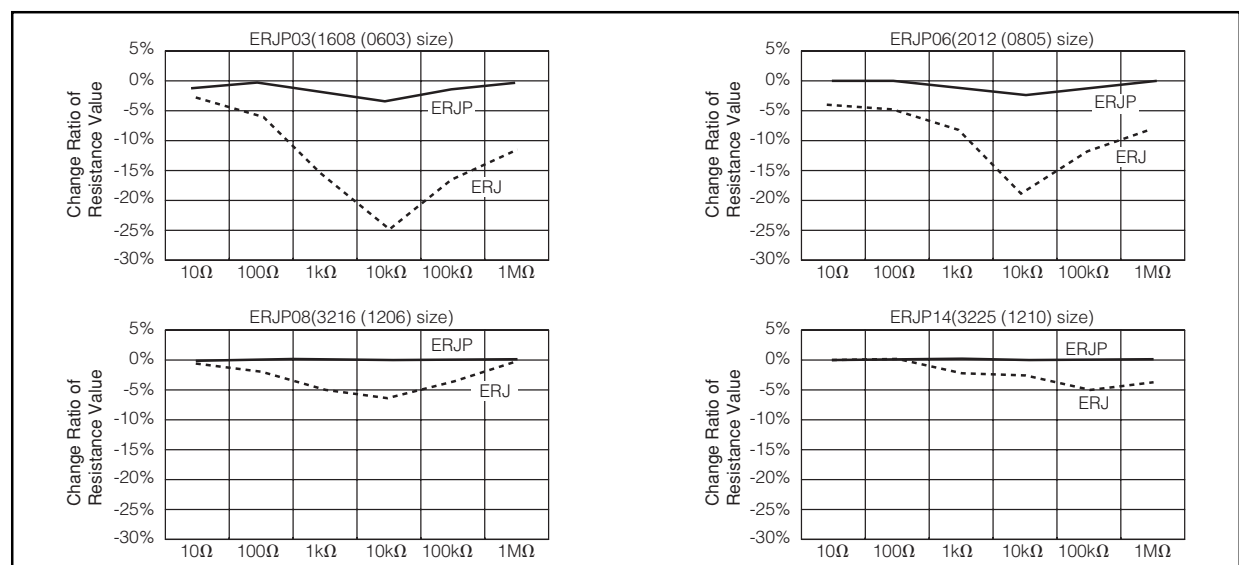 ERJP03(1608 (0603) size)
Change Ratio of
Resistance Value
5%
0%
-5%
-10%
-15%
-20%
-25%
-30%
ERJP
ERJ
10Ω 100Ω 1kΩ 10kΩ 100kΩ 1MΩ
ERJP06(2012 (0805) size)
Change Ratio of
Resistance Value
5%
0%
-5%
-10%
-15%
-20%
-25%
-30%
ERJP
ERJ
10Ω 100Ω 1kΩ 10kΩ 100kΩ 1MΩ
ERJP08(3216 (1206) size)
Change Ratio of
Resistance Value
5%
0%
-5%
-10%
-15%
-20%
-25%
-30%
ERJP
ERJ
10Ω 100Ω 1kΩ 10kΩ 100kΩ 1MΩ
ERJP14(3225 (1210) size)
Change Ratio of
Resistance Value
5%
0%
-5%
-10%
-15%
-20%
-25%
-30%
ERJP
ERJ
10Ω 100Ω 1kΩ 10kΩ 100kΩ 1MΩ